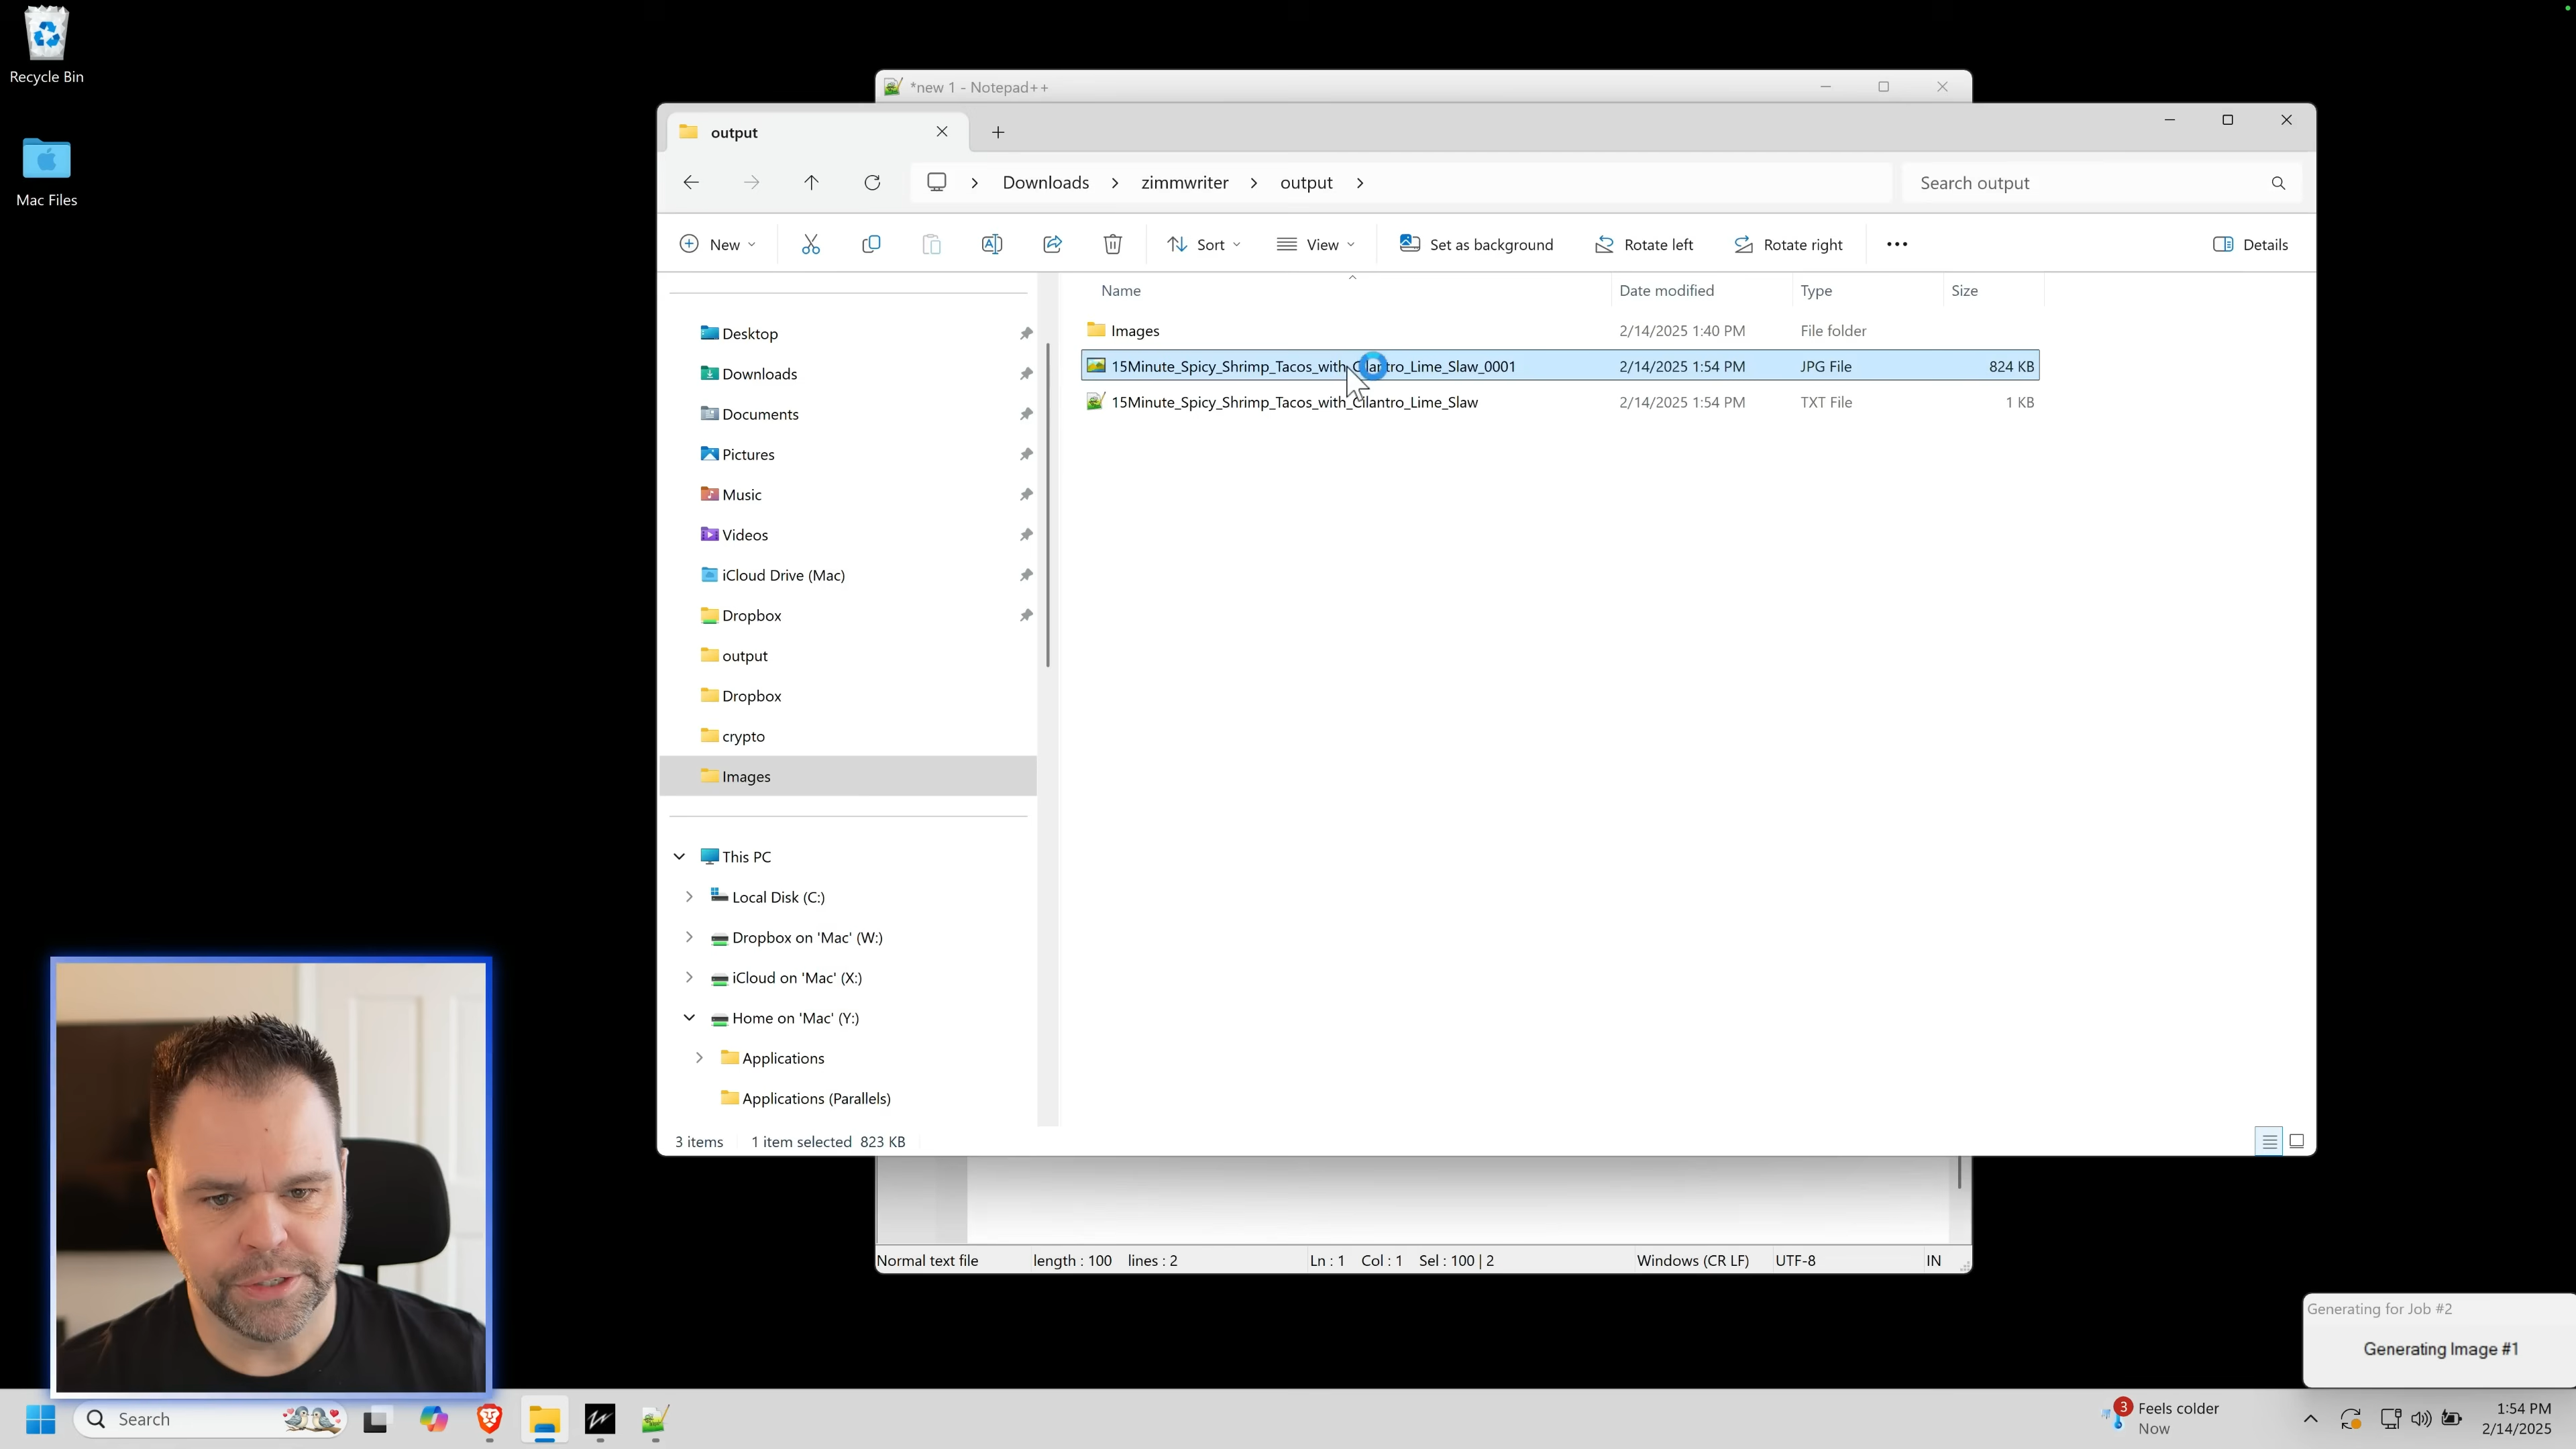 Recycle Bin
Mac Files
*new 1 - Notepad++
output
Downloads
zimmwriter
output
Search output
New
Sort
View
Set as background
Rotate left
Rotate right
Details
Name
Date modified
Type
Size
Images
2/14/2025 1:40 PM
File folder
15Minute_Spicy_Shrimp_Tacos_with_Cilantro_Lime_Slaw_0001
2/14/2025 1:54 PM
JPG File
824 KB
15Minute_Spicy_Shrimp_Tacos_with_Cilantro_Lime_Slaw
2/14/2025 1:54 PM
TXT File
1 KB
Desktop
Downloads
Documents
Pictures
Music
Videos
iCloud Drive (Mac)
Dropbox
output
Dropbox
crypto
Images
This PC
Local Disk (C:)
Dropbox on 'Mac' (W:)
iCloud on 'Mac' (X:)
Home on 'Mac' (Y:)
Applications
Applications (Parallels)
3 items
1 item selected 823 KB
Normal text file
length : 100
lines : 2
Ln : 1
Col : 1
Sel : 100 | 2
Windows (CR LF)
UTF-8
IN
Generating for Job #2
Generating Image #1
Search
3
Feels colder
Now
1:54 PM
2/14/2025